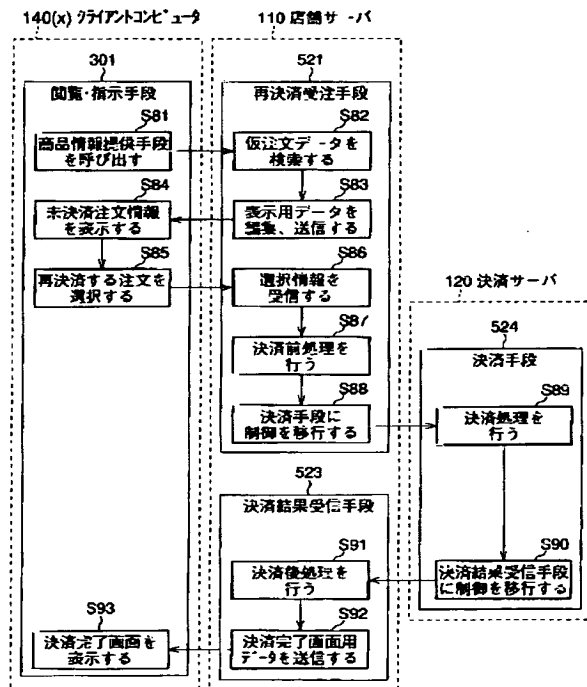 140(x) クライアントコンピュータ
110 店舗サーバ
301
閲覧・指示手段
521
再決済受注手段
S81
商品情報提供手段
を呼び出す
S82
仮注文データを
検索する
S83
表示用データを
編集、送信する
S84
未決済注文情報
を表示する
S85
再決済する注文を
選択する
S86
選択情報を
受信する
S87
決済前処理を
行う
S88
決済手段に
制御を移行する
120 決済サーバ
524
決済手段
S89
決済処理を
行う
S90
決済結果受信手段
に制御を移行する
523
決済結果受信手段
S91
決済後処理を
行う
S92
決済完了画面用
データを送信する
S93
決済完了画面を
表示する